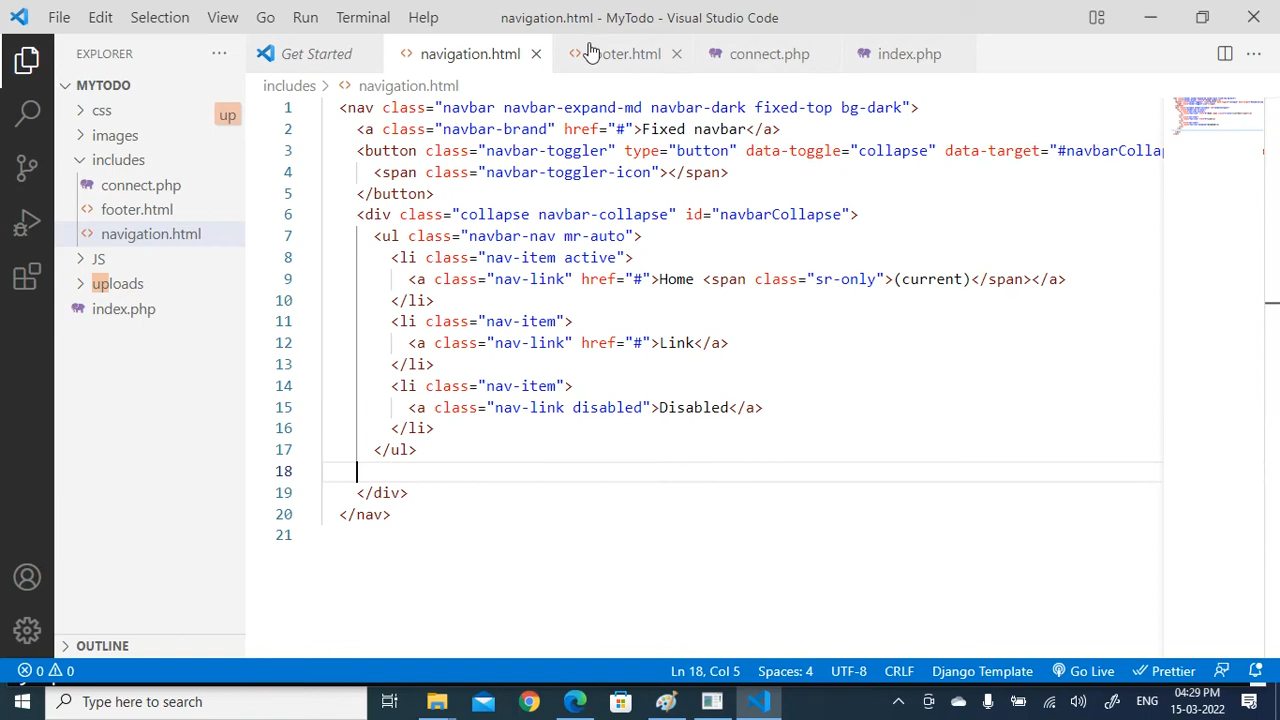 File Edit Selection View Go Run Terminal Help navigation.html - MyTodo - Visual Studio Code
EXPLORER Get Started navigation.html footer.html connect.php index.php
MYTODO
css
up
images
includes
connect.php
footer.html
navigation.html
JS
uploads
index.php
OUTLINE
includes > navigation.html
1 <nav class="navbar navbar-expand-md navbar-dark fixed-top bg-dark">
2 <a class="navbar-brand" href="#">Fixed navbar</a>
3 <button class="navbar-toggler" type="button" data-toggle="collapse" data-target="#navbarColla
4 <span class="navbar-toggler-icon"></span>
5 </button>
6 <div class="collapse navbar-collapse" id="navbarCollapse">
7 <ul class="navbar-nav mr-auto">
8 <li class="nav-item active">
9 <a class="nav-link" href="#">Home <span class="sr-only">(current)</span></a>
10 </li>
11 <li class="nav-item">
12 <a class="nav-link" href="#">Link</a>
13 </li>
14 <li class="nav-item">
15 <a class="nav-link disabled">Disabled</a>
16 </li>
17 </ul>
18
19 </div>
20 </nav>
21
0 0 Ln 18, Col 5 Spaces: 4 UTF-8 CRLF Django Template Go Live Prettier
Type here to search ENG 04:29 PM
15-03-2022